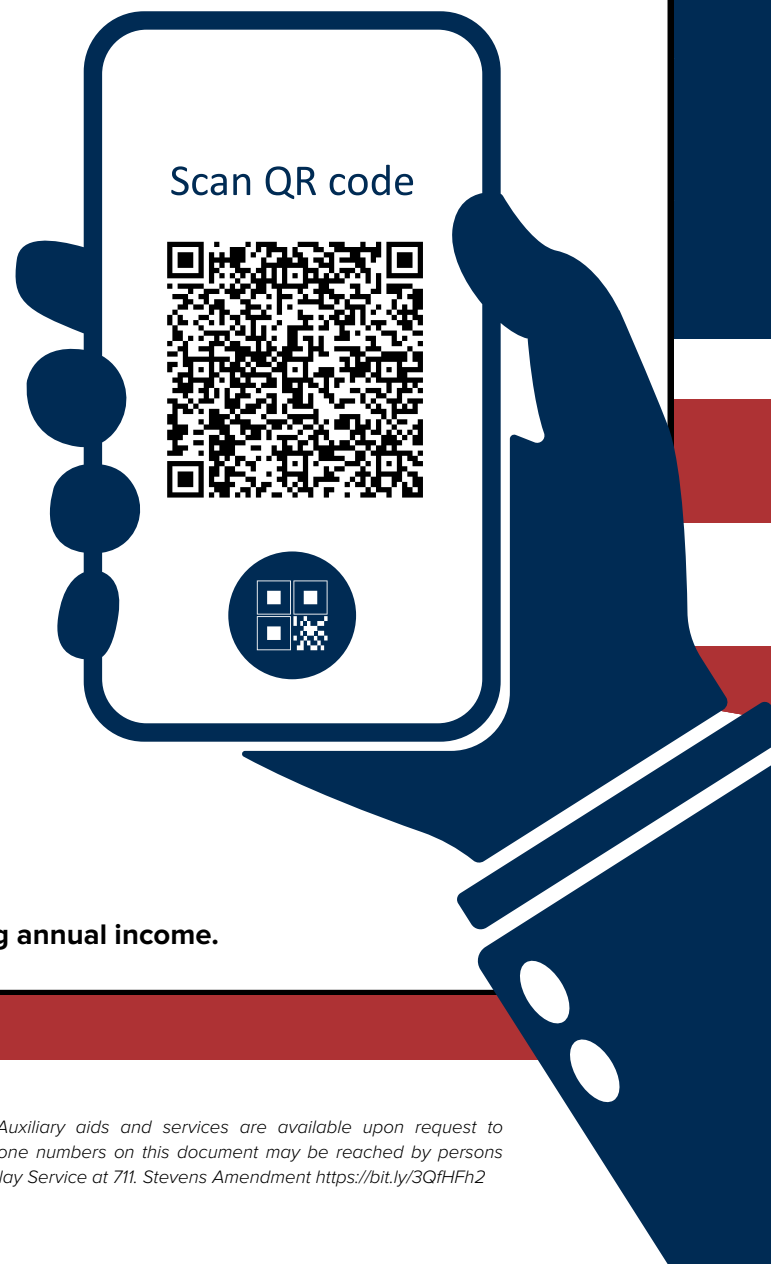 Scan QR code
g annual income.
Auxiliary aids and services are available upon request to
one numbers on this document may be reached by persons
lay Service at 711. Stevens Amendment https://bit.ly/3QfHFh2